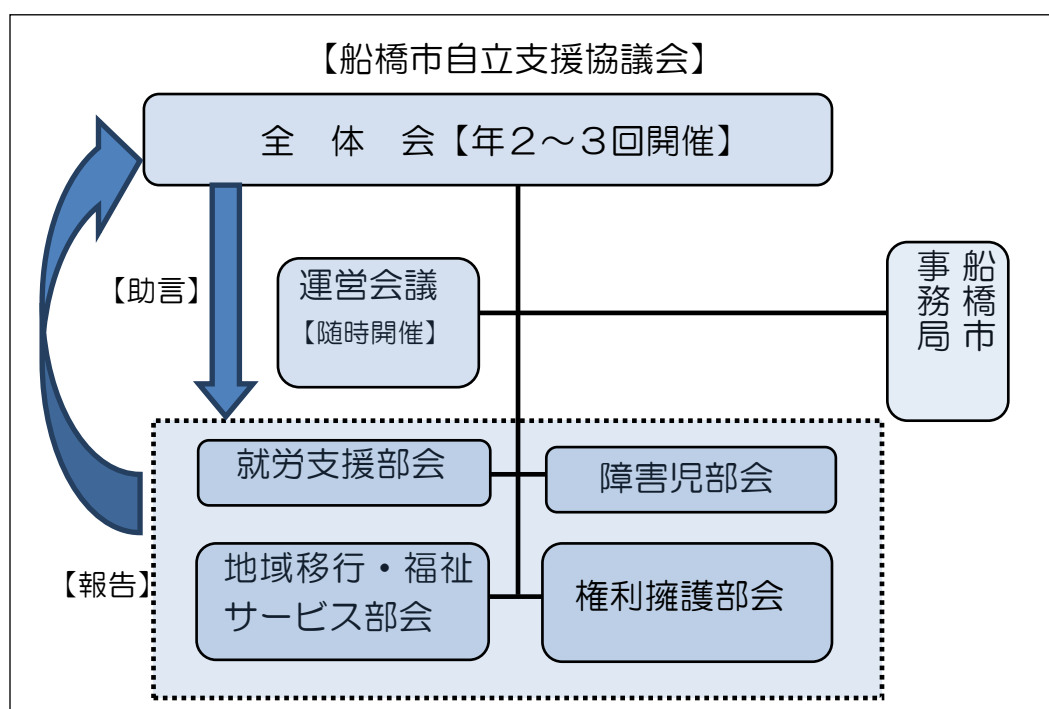 【船橋市自立支援協議会】
全　体　会【年２～３回開催】
【助言】
運営会議
【随時開催】
船橋市
事務局
就労支援部会
障害児部会
地域移行・福祉
サービス部会
権利擁護部会
【報告】